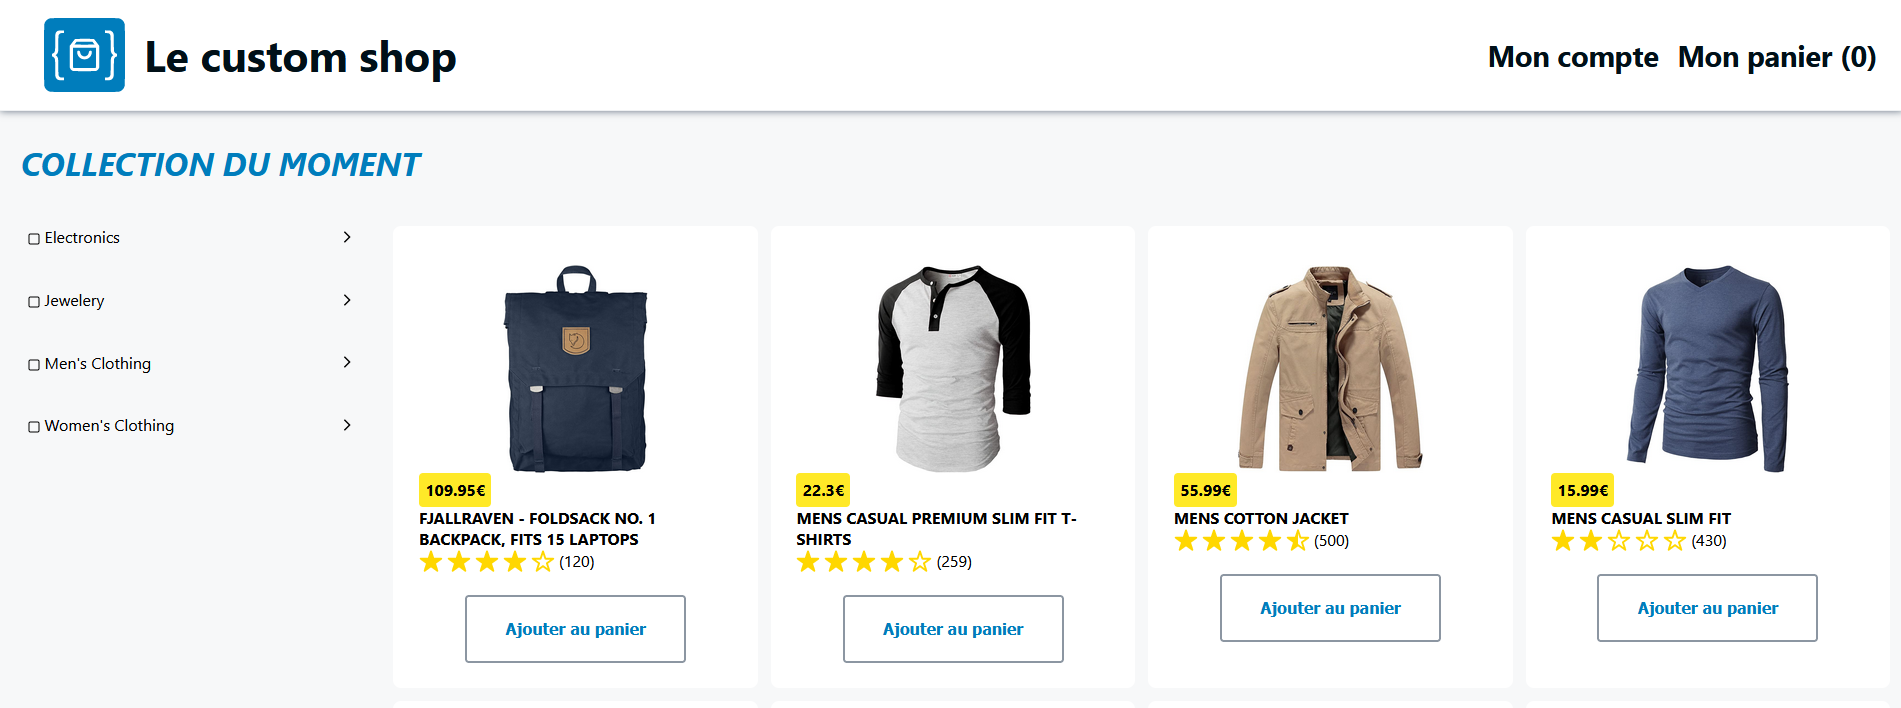 Le custom shop
Mon compte
Mon panier (0)
COLLECTION DU MOMENT
Electronics
Jewelery
Men's Clothing
Women's Clothing
109.95€
FJALLRAVEN - FOLDSACK NO. 1
BACKPACK, FITS 15 LAPTOPS
(120)
Ajouter au panier
22.3€
MENS CASUAL PREMIUM SLIM FIT T-
SHIRTS
(259)
Ajouter au panier
55.99€
MENS COTTON JACKET
(500)
Ajouter au panier
15.99€
MENS CASUAL SLIM FIT
(430)
Ajouter au panier